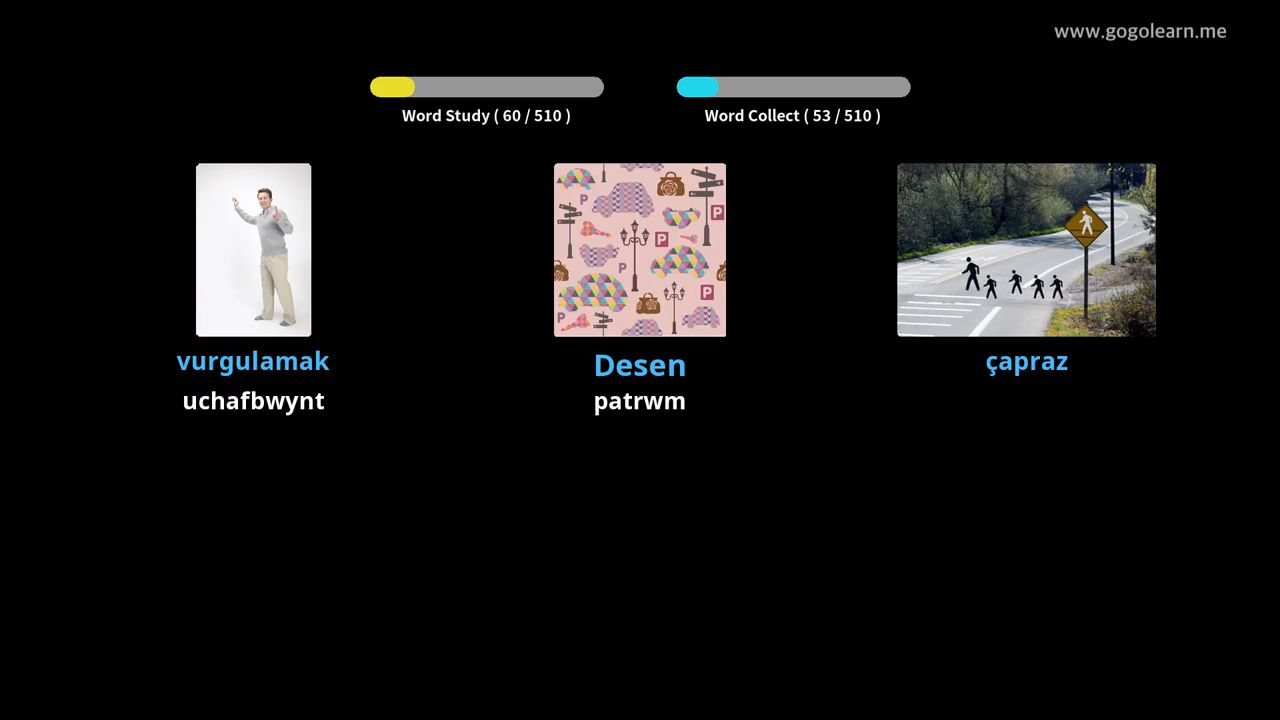 www.gogolearn.me
Word Study ( 60 / 510 )
Word Collect ( 53 / 510 )
P
P
P
P
P
P
vurgulamak
Desen
çapraz
uchafbwynt
patrwm